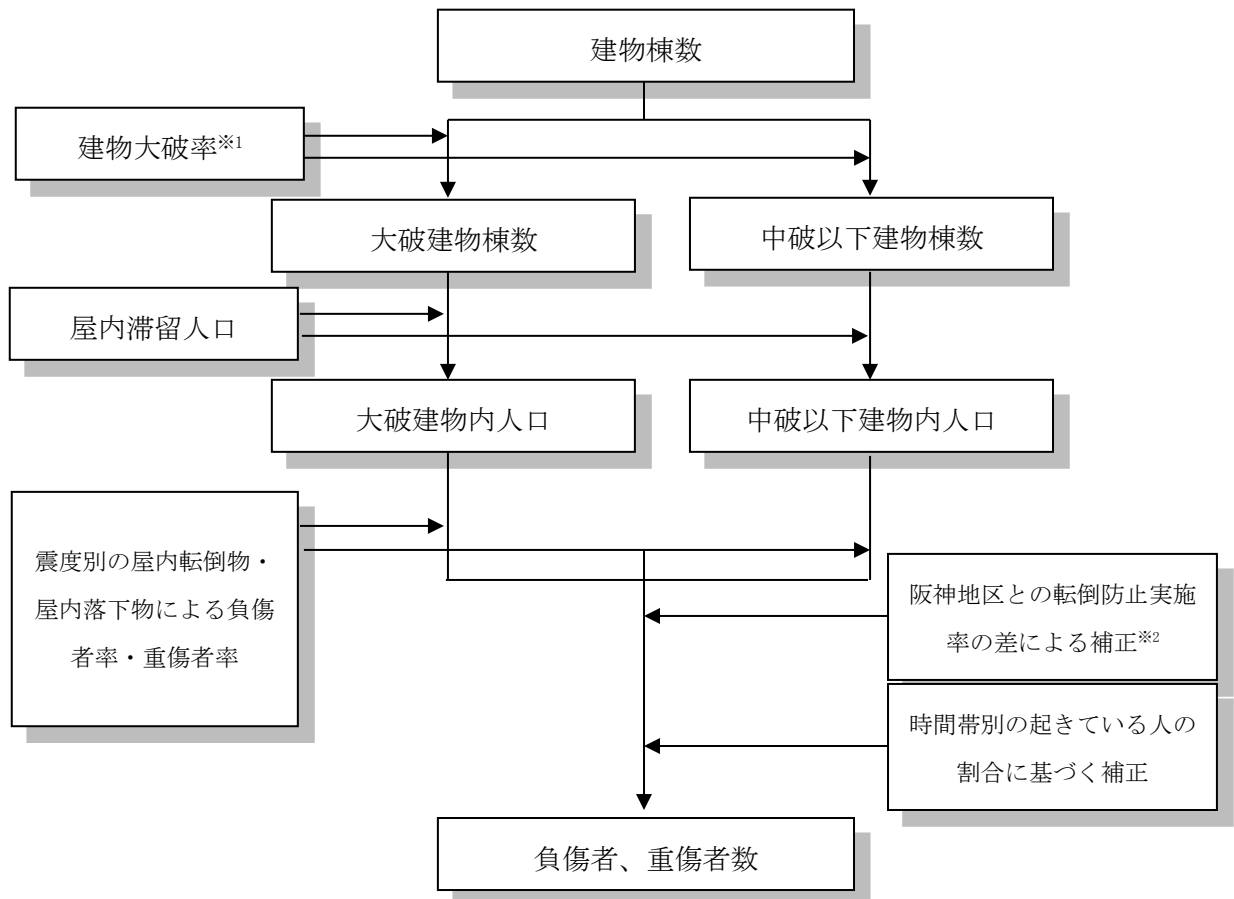 建物棟数
建物大破率※1
大破建物棟数
中破以下建物棟数
屋内滞留人口
大破建物内人口
中破以下建物内人口
震度別の屋内転倒物・
屋内落下物による負傷
者率・重傷者率
阪神地区との転倒防止実施
率の差による補正※2
時間帯別の起きている人の
割合に基づく補正
負傷者、重傷者数